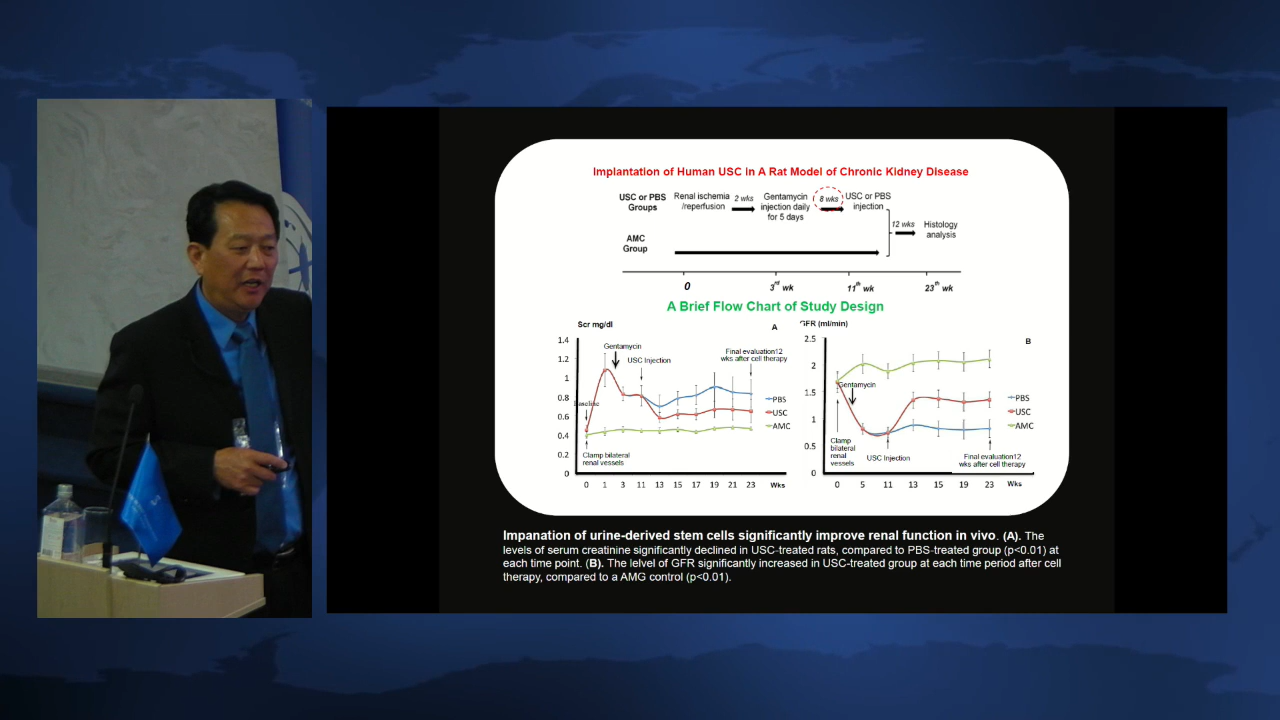 Implantation of Human USC in A Rat Model of Chronic Kidney Disease
USC or PBS
Groups
Renal ischemia
/reperfusion
2 wks
Gentamycin
injection daily
for 5 days
8 wks
USC or PBS
injection
12 wks
Histology
analysis
AMC
Group
0
3rd wk
11th wk
23th wk
A Brief Flow Chart of Study Design
Scr mg/dl
A
1.4
1.2
1
0.8
0.6
0.4
0.2
0
Gentamycin
USC Injection
Final evaluation12
wks after cell therapy
Baseline
PBS
USC
AMC
Clamp bilateral
renal vessels
0 1 3 11 13 15 17 19 21 23 Wks
GFR (ml/min)
B
2.5
2
1.5
1
0.5
0
Gentamycin
PBS
USC
AMC
Clamp
bilateral
renal
vessels
USC Injection
Final evaluation12
wks after cell therapy
0 5 11 13 15 19 23 Wks
Impanation of urine-derived stem cells significantly improve renal function in vivo. (A). The
levels of serum creatinine significantly declined in USC-treated rats, compared to PBS-treated group (p<0.01) at
each time point. (B). The lelvel of GFR significantly increased in USC-treated group at each time period after cell
therapy, compared to a AMG control (p<0.01).